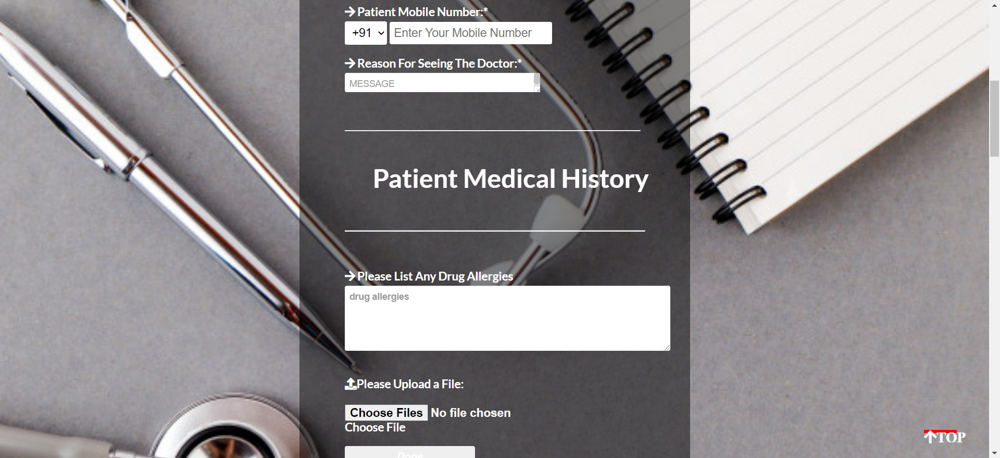 Patient Mobile Number:*
+91 Enter Your Mobile Number
Reason For Seeing The Doctor:*
MESSAGE
Patient Medical History
Please List Any Drug Allergies
drug allergies
Please Upload a File:
Choose Files No file chosen
Choose File
Done
TOP